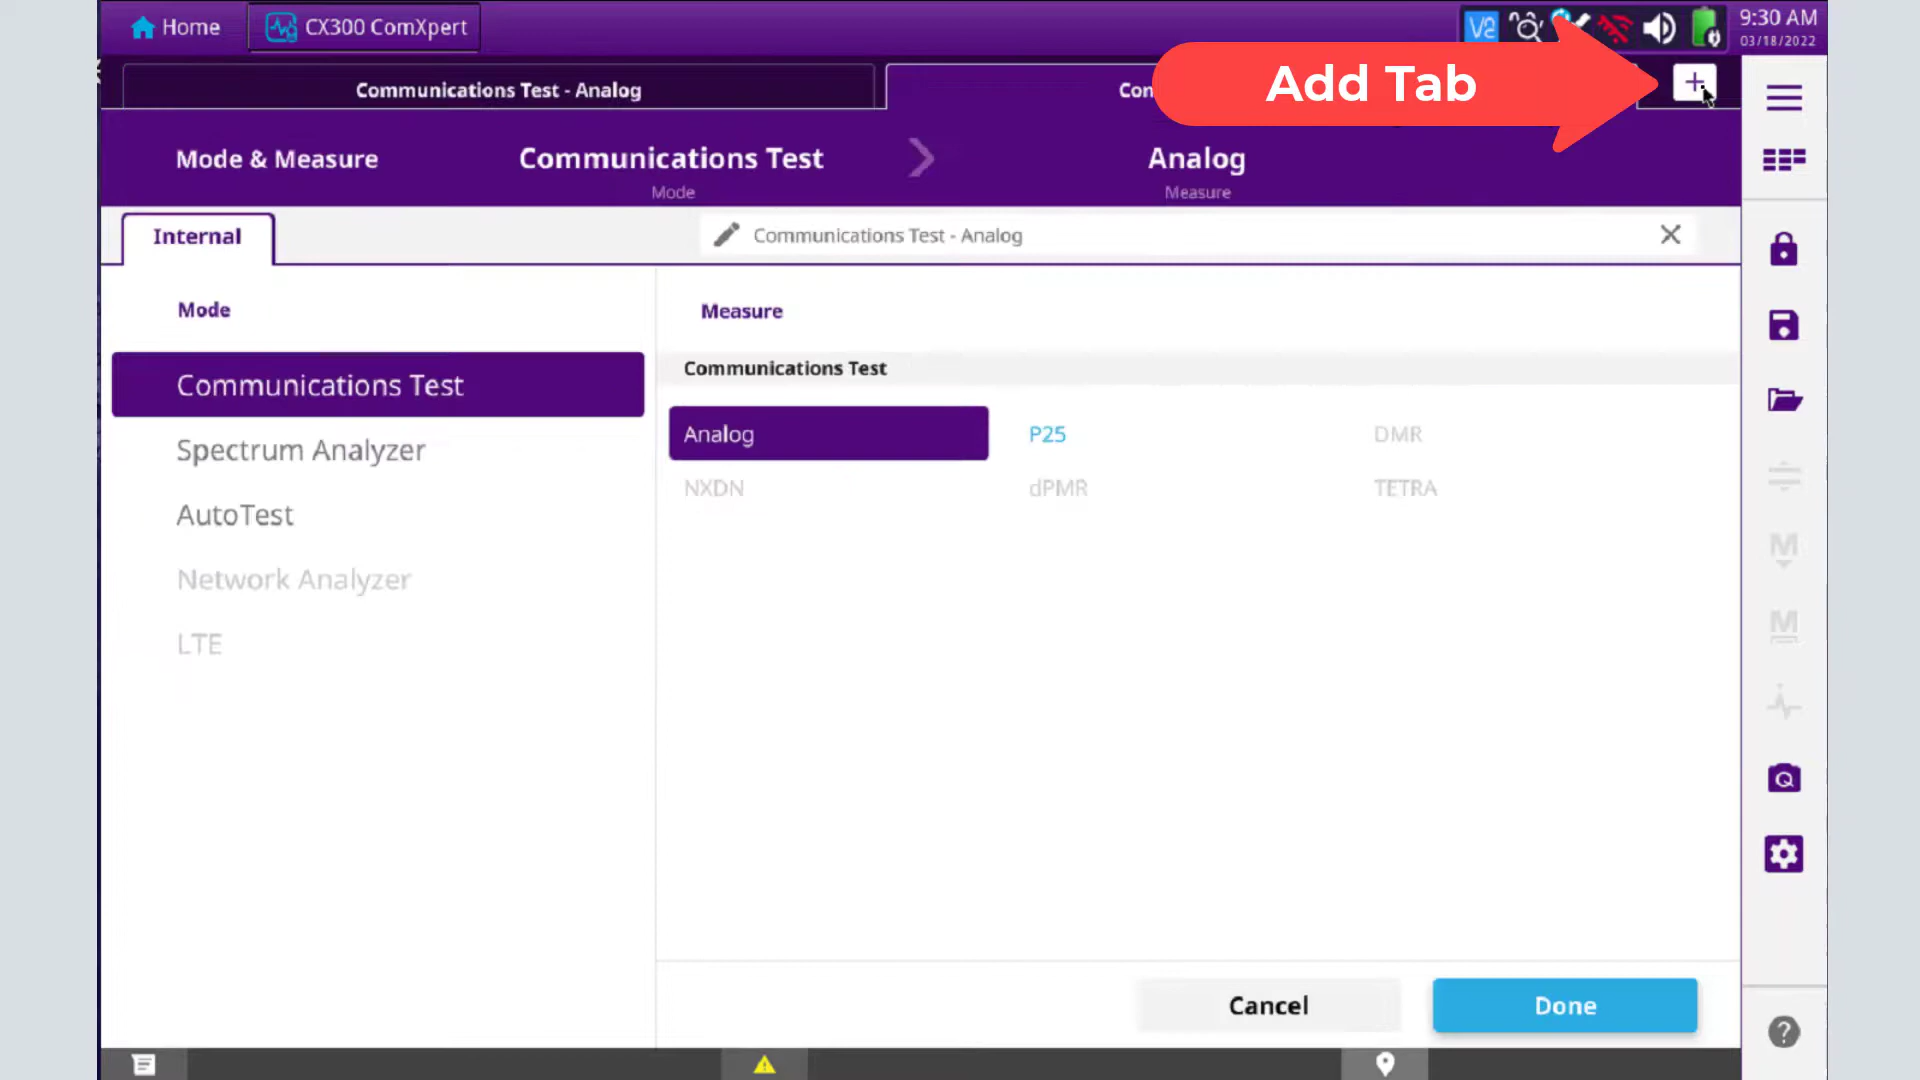 Home
CX300 ComXpert
V2
9:30 AM
03/18/2022
Communications Test - Analog
Con
Add Tab
Mode & Measure
Communications Test
Mode
Analog
Measure
Internal
Communications Test - Analog
Mode
Measure
Communications Test
Communications Test
Spectrum Analyzer
AutoTest
Network Analyzer
LTE
Analog
P25
DMR
NXDN
dPMR
TETRA
M
M
Q
Cancel
Done
?